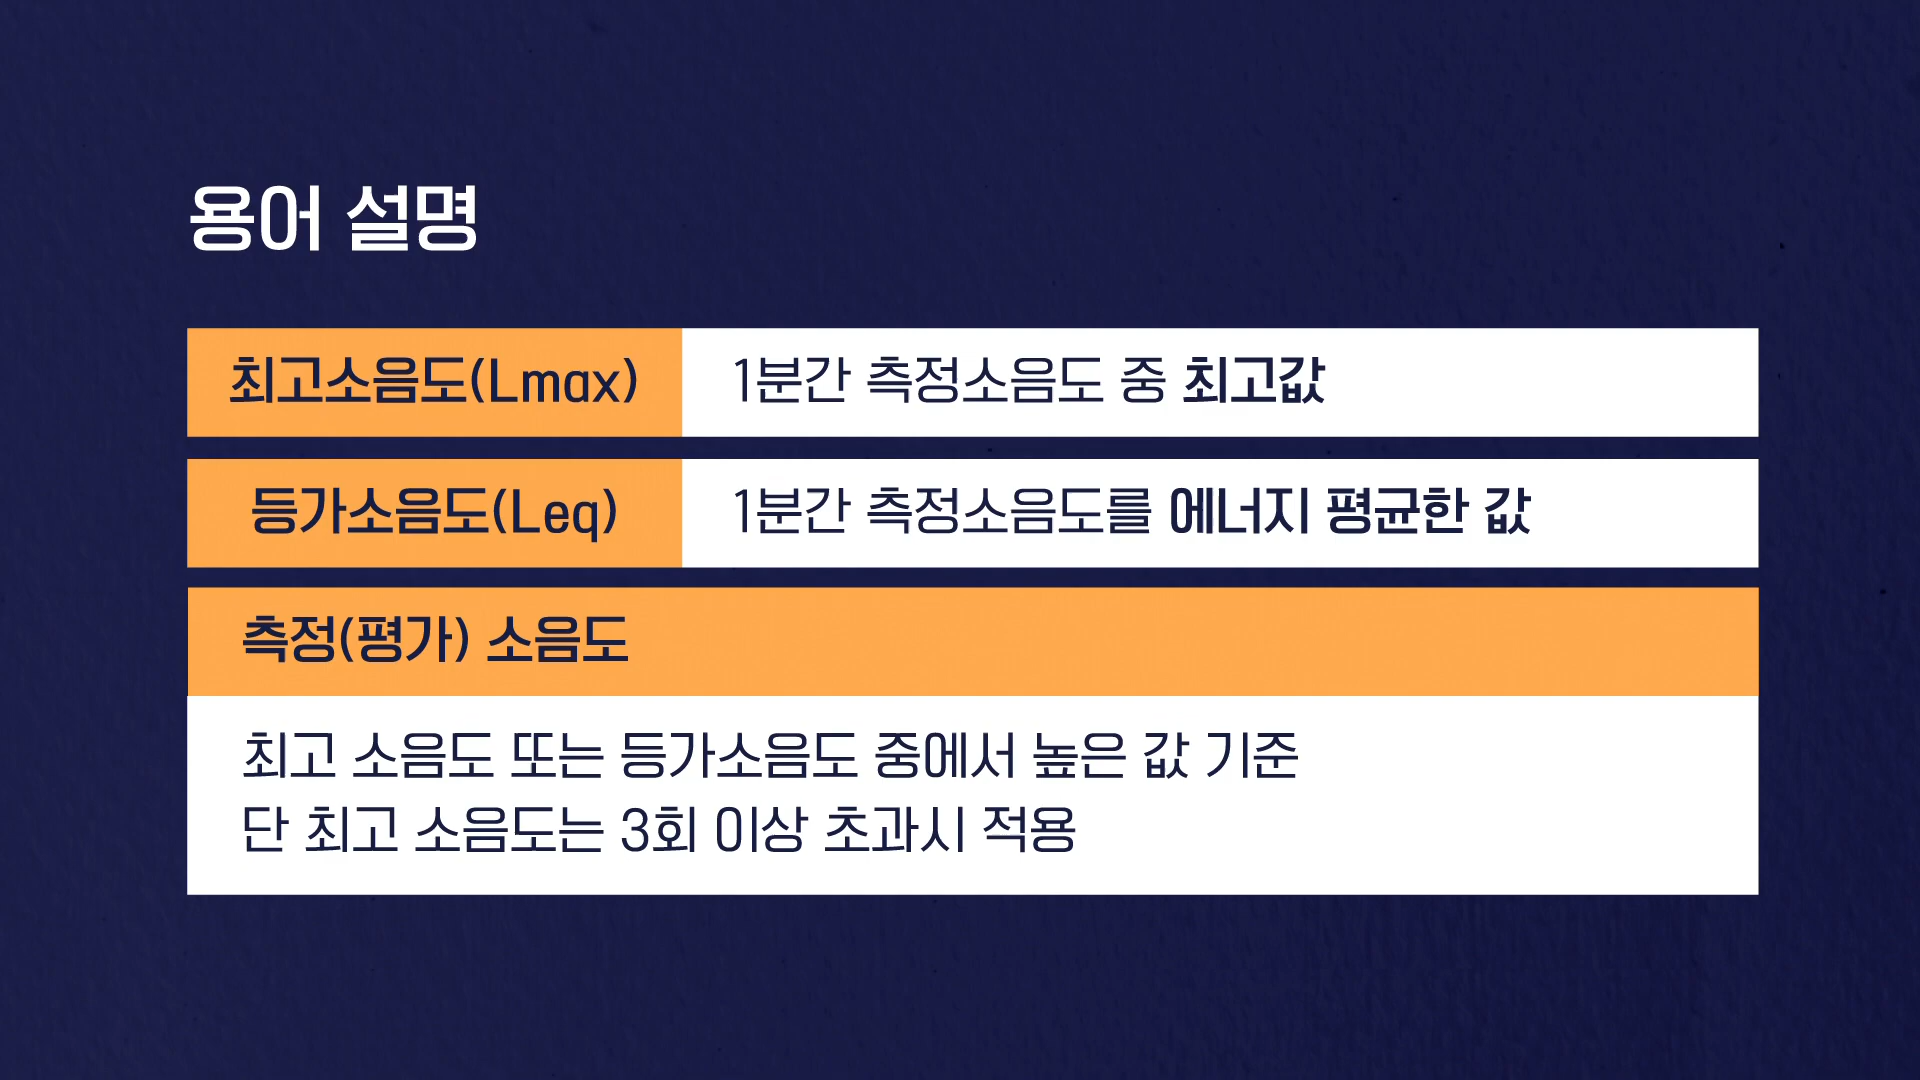 용어 설명
최고소음도(Lmax) 1분간 측정소음도 중 최고값
등가소음도(Leq) 1분간 측정소음도를 에너지 평균한 값
측정(평가) 소음도
최고 소음도 또는 등가소음도 중에서 높은 값 기준
단 최고 소음도는 3회 이상 초과시 적용